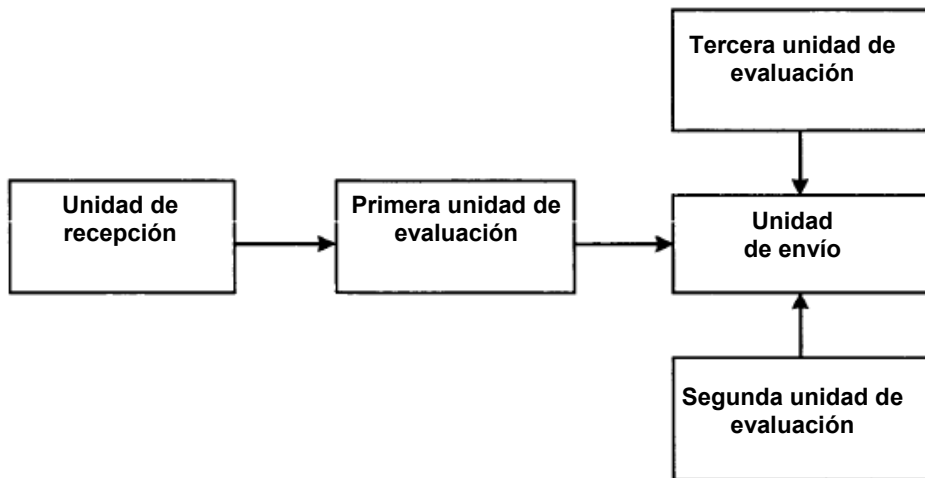 Tercera unidad de
evaluación
Unidad de
recepción
Primera unidad de
evaluación
Unidad
de envío
Segunda unidad de
evaluación